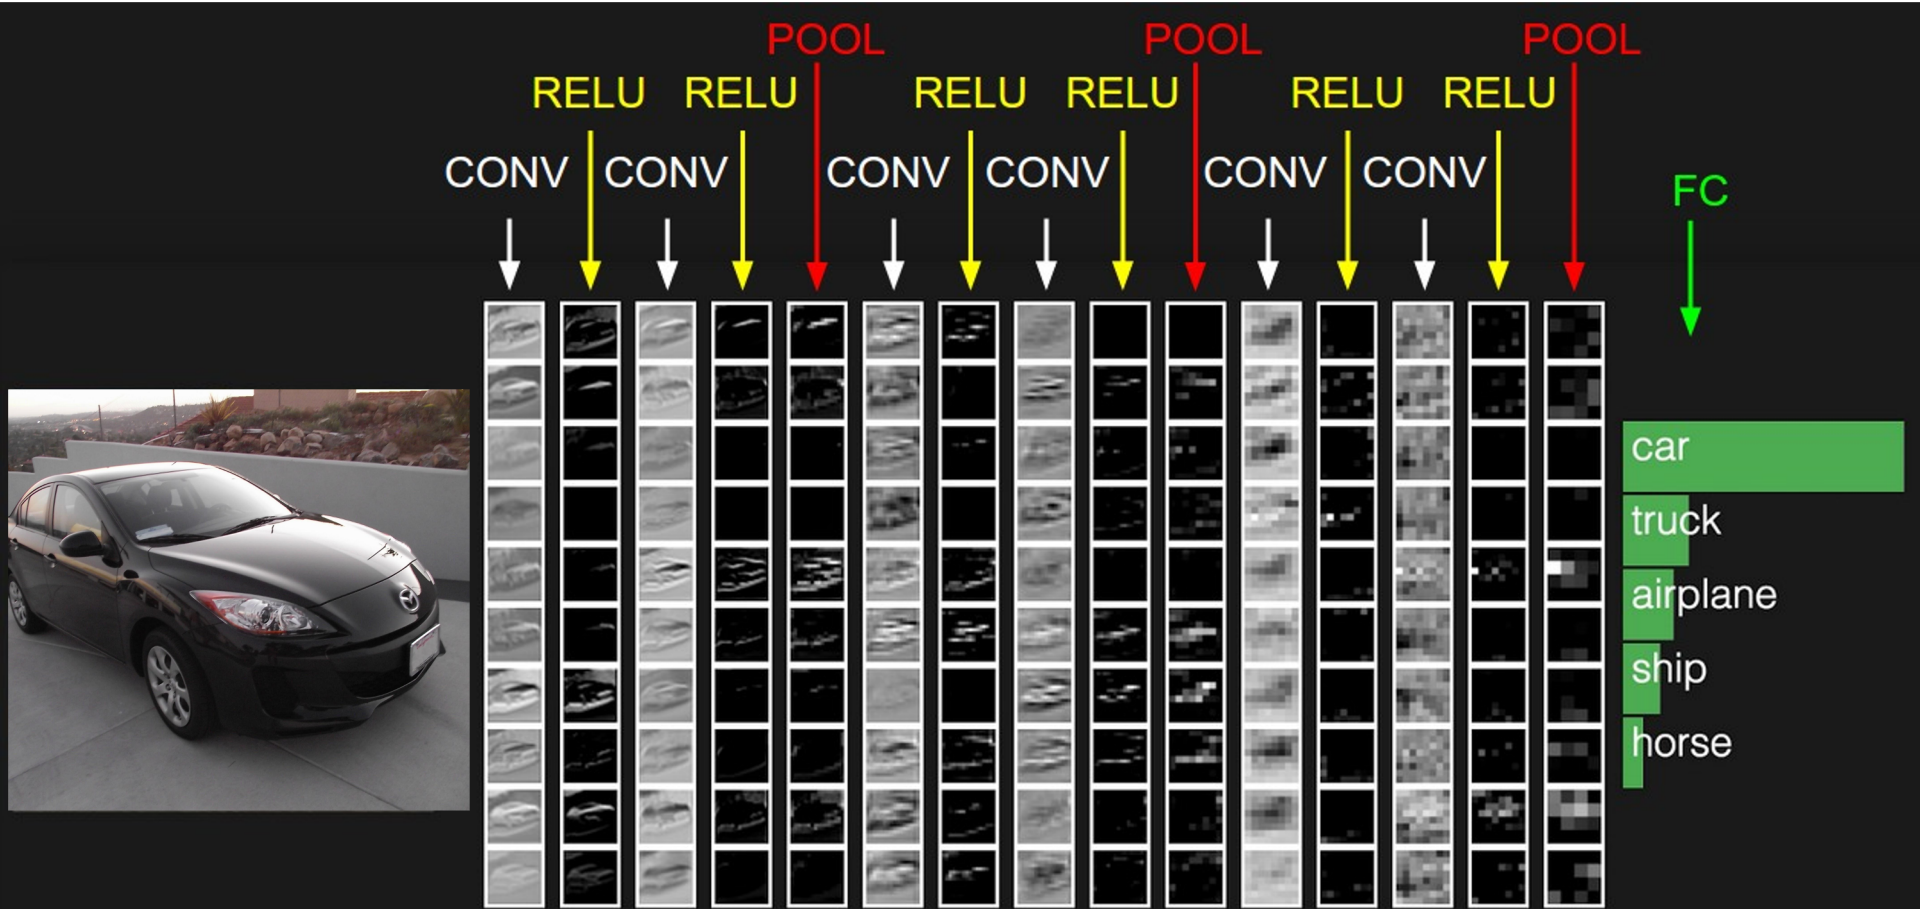 POOL POOL POOL
RELU RELU RELU RELU RELU RELU
CONV CONV CONV CONV CONV CONV
FC
car
truck
airplane
ship
horse